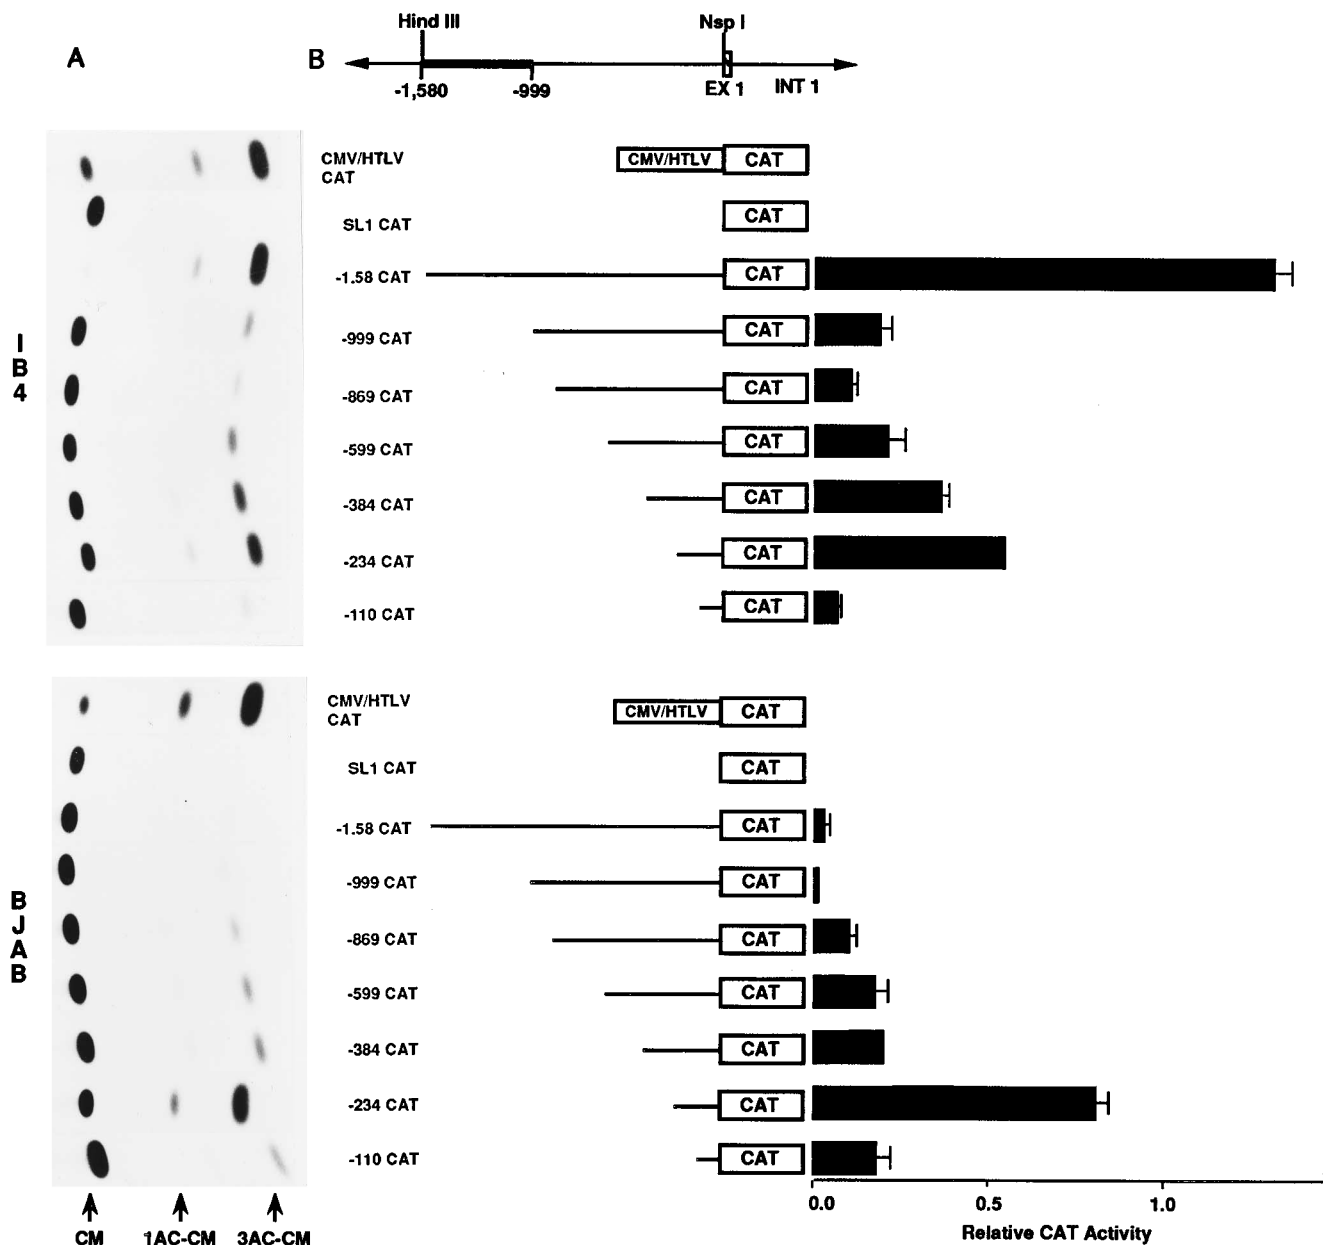 A
B
Hind III
Nsp I
-1,580
-999
EX 1
INT 1
I
B
4
CMV/HTLV
CAT
CMV/HTLV CAT
SL1 CAT
CAT
-1.58 CAT
CAT
-999 CAT
CAT
-869 CAT
CAT
-599 CAT
CAT
-384 CAT
CAT
-234 CAT
CAT
-110 CAT
CAT
B
J
A
B
CMV/HTLV
CAT
CMV/HTLV CAT
SL1 CAT
CAT
-1.58 CAT
CAT
-999 CAT
CAT
-869 CAT
CAT
-599 CAT
CAT
-384 CAT
CAT
-234 CAT
CAT
-110 CAT
CAT
0.0 0.5 1.0
Relative CAT Activity
CM 1AC-CM 3AC-CM